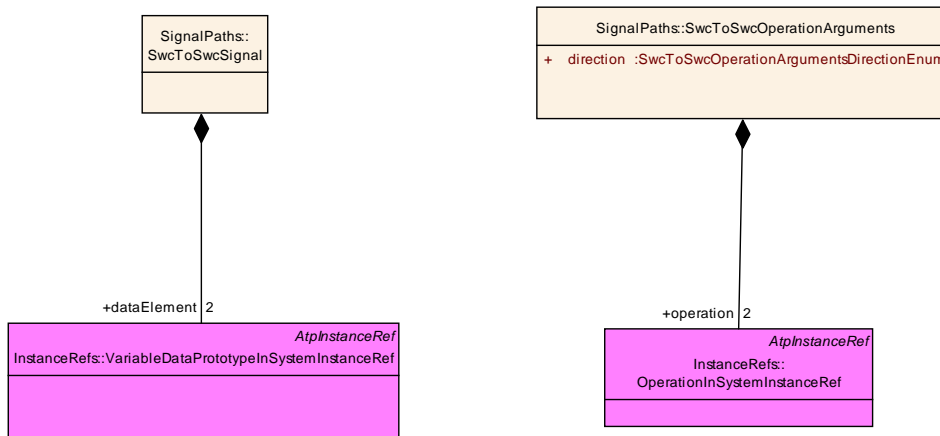 SignalPaths::
SwcToSwcSignal
SignalPaths::SwcToSwcOperationArguments
+ direction :SwcToSwcOperationArgumentsDirectionEnum
+dataElement 2
+operation 2
AtpInstanceRef
InstanceRefs::VariableDataPrototypeInSystemInstanceRef
AtpInstanceRef
InstanceRefs::
OperationInSystemInstanceRef